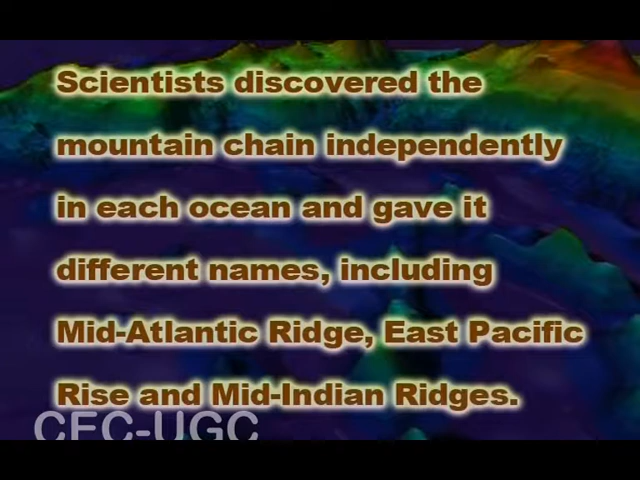 Scientists discovered the
mountain chain independently
in each ocean and gave it
different names, including
Mid-Atlantic Ridge, East Pacific
Rise and Mid-Indian Ridges.
CEC-UGC